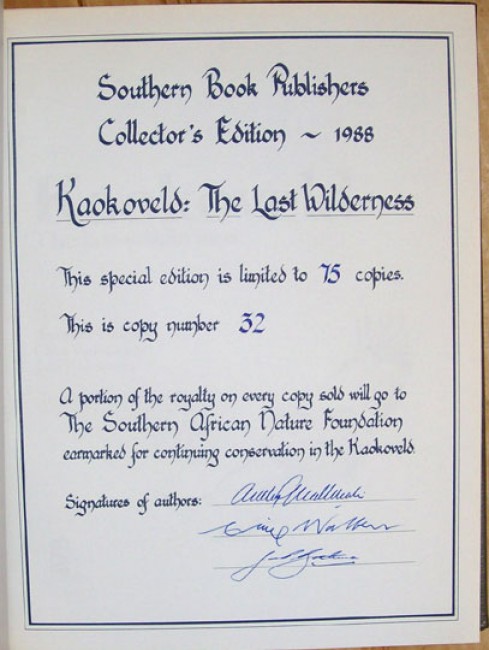 Southern Book Publishers
Collector's Edition ~ 1988
Kaokoveld: The Last Wilderness
This special edition is limited to 75 copies.
This is copy number 32
A portion of the royalty on every copy sold will go to
The Southern African Nature Foundation
earmarked for continuing conservation in the Kaokoveld.
Signatures of authors: